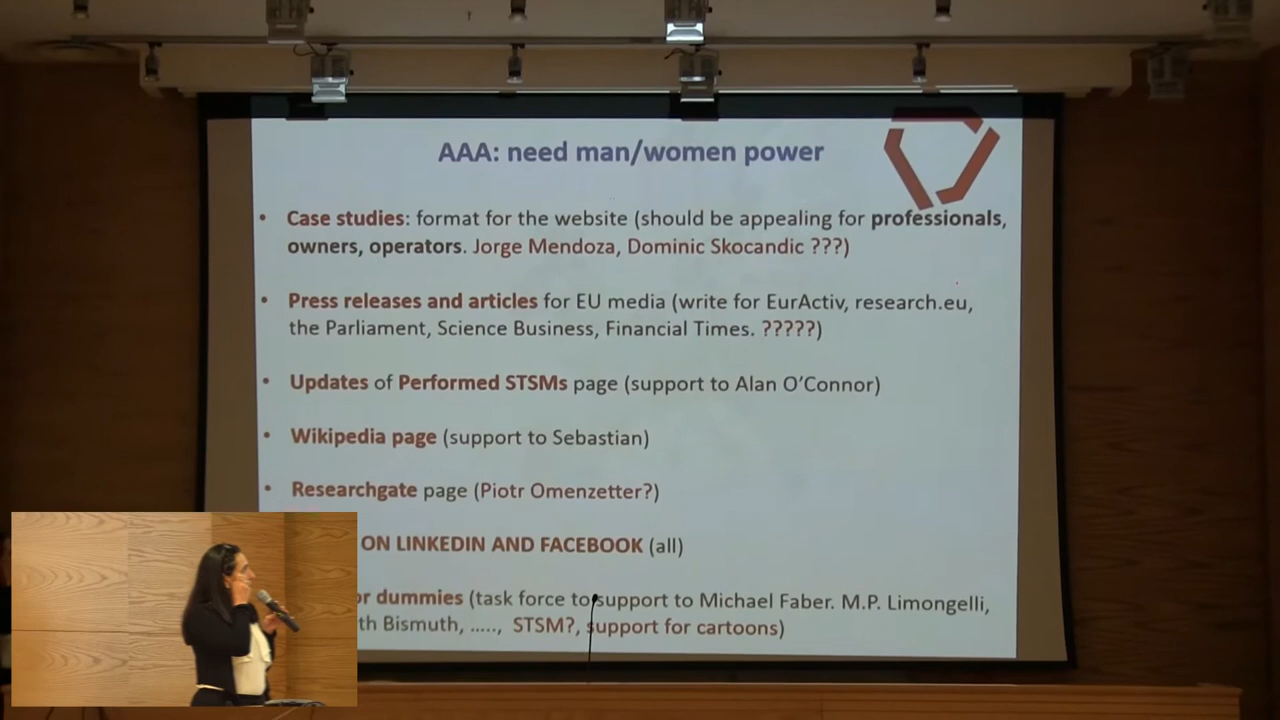 AAA: need man/women power
• Case studies: format for the website (should be appealing for professionals,
owners, operators. Jorge Mendoza, Dominic Skocandic ???)
• Press releases and articles for EU media (write for EurActiv, research.eu,
the Parliament, Science Business, Financial Times. ?????)
• Updates of Performed STSMs page (support to Alan O'Connor)
• Wikipedia page (support to Sebastian)
• Researchgate page (Piotr Omenzetter?)
ON LINKEDIN AND FACEBOOK (all)
dummies (task force to support to Michael Faber. M.P. Limongelli,
Bismuth, ....., STSM?, support for cartoons)